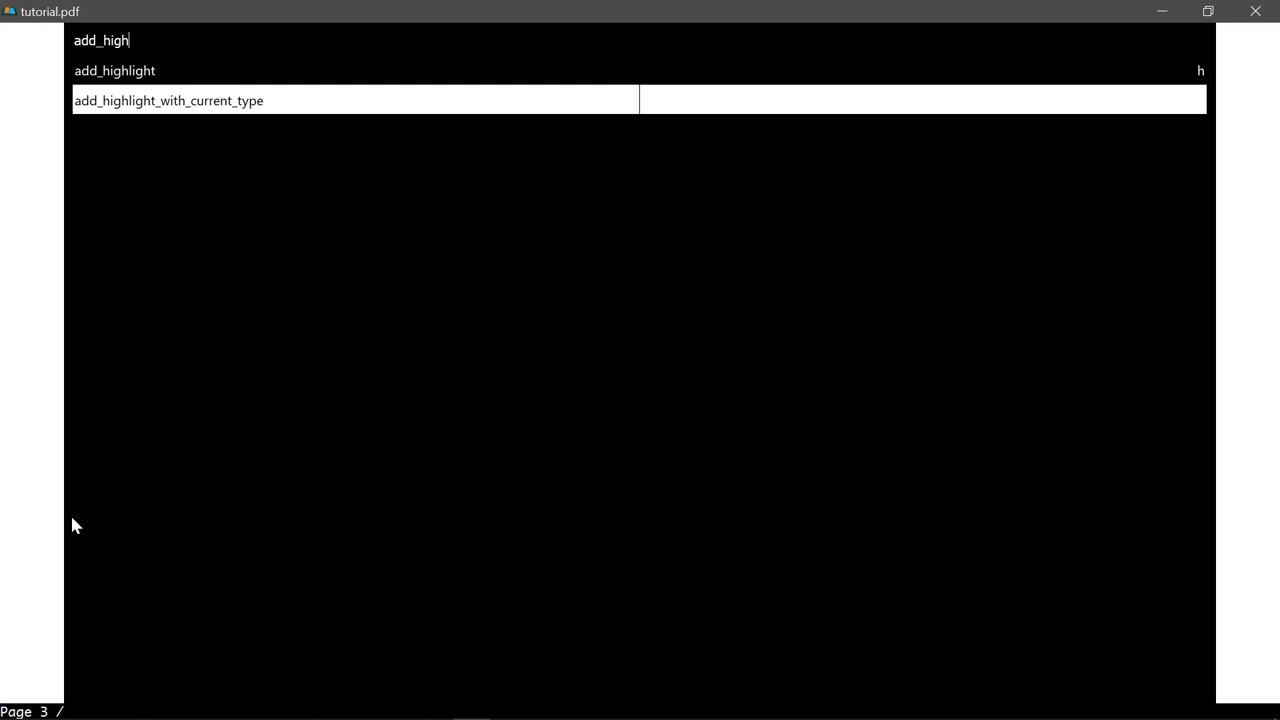 tutorial.pdf
add_high
add_highlight h
add_highlight_with_current_type
Page 3 /